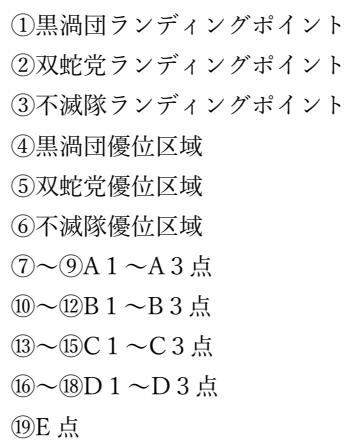 ①黒渦団ランディングポイント
②双蛇党ランディングポイント
③不滅隊ランディングポイント
④黒渦団優位区域
⑤双蛇党優位区域
⑥不滅隊優位区域
⑦～⑨A１～A３点
⑩～⑫B１～B３点
⑬～⑮C１～C３点
⑯～⑱D１～D３点
⑲E点